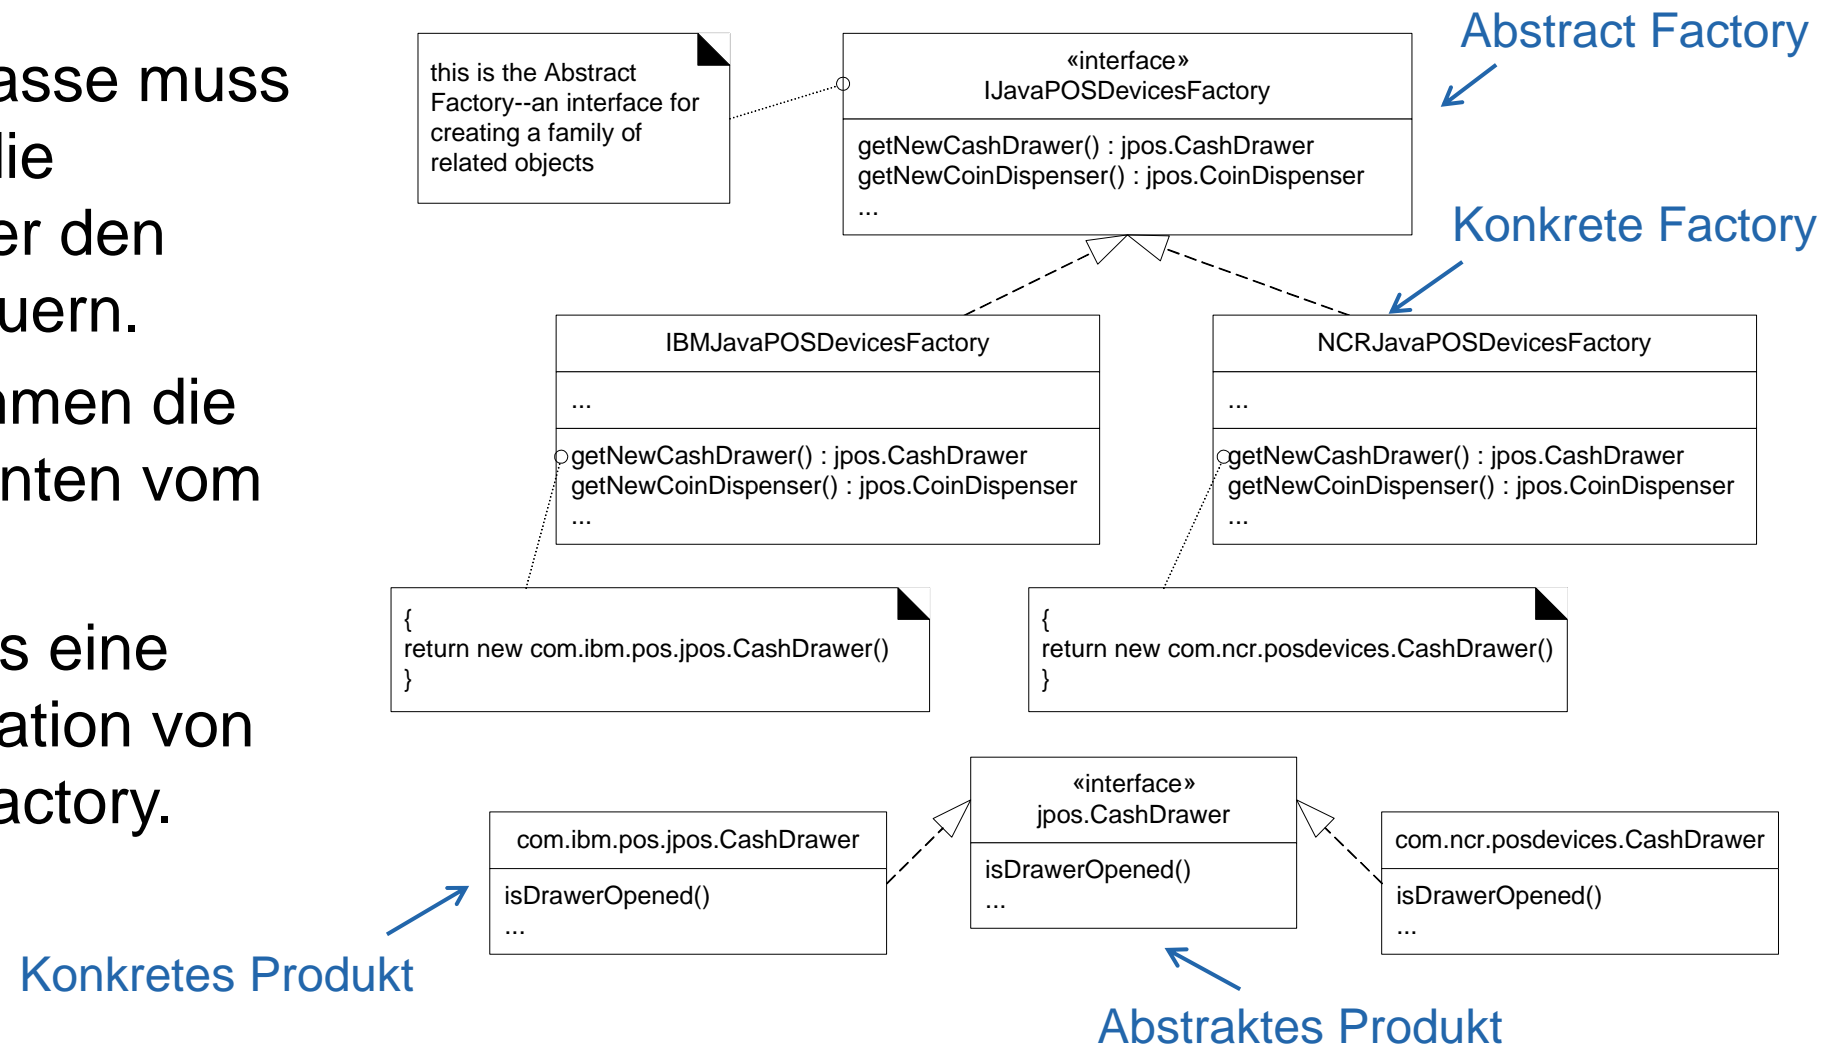 asse muss
lie
er den
uern.
men die
nten vom
s eine
ation von
actory.
this is the Abstract
Factory--an interface for
creating a family of
related objects
«interface»
IJavaPOSDevicesFactory
getNewCashDrawer() : jpos.CashDrawer
getNewCoinDispenser() : jpos.CoinDispenser
...
Abstract Factory
Konkrete Factory
IBMJavaPOSDevicesFactory
...
getNewCashDrawer() : jpos.CashDrawer
getNewCoinDispenser() : jpos.CoinDispenser
...
NCRJavaPOSDevicesFactory
...
getNewCashDrawer() : jpos.CashDrawer
getNewCoinDispenser() : jpos.CoinDispenser
...
{
return new com.ibm.pos.jpos.CashDrawer()
}
{
return new com.ncr.posdevices.CashDrawer()
}
«interface»
jpos.CashDrawer
isDrawerOpened()
...
com.ibm.pos.jpos.CashDrawer
isDrawerOpened()
...
com.ncr.posdevices.CashDrawer
isDrawerOpened()
...
Konkretes Produkt
Abstraktes Produkt